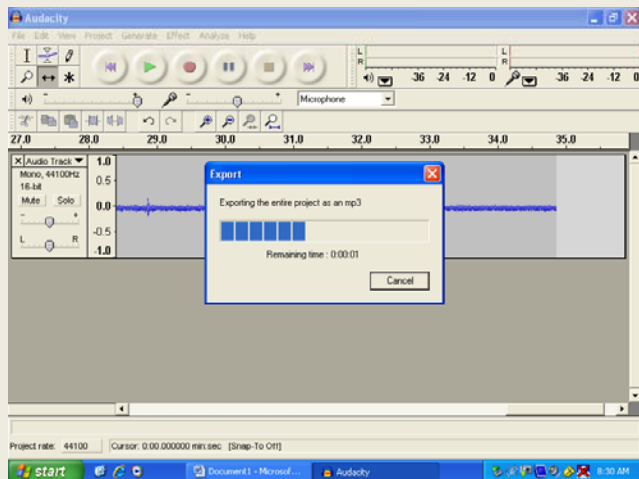 Audacity
File Edit View Project Generate Effect Analyze Help
L
R
-36 -24 -12 0
L
R
-36 -24 -12 0
Microphone
27.0 28.0 29.0 30.0 31.0 32.0 33.0 34.0 35.0
X Audio Track
Mono, 44100Hz
16-bit
Mute Solo
- +
L R
1.0
0.5
0.0
-0.5
-1.0
Export
Exporting the entire project as an mp3
Remaining time : 0:00:01
Cancel
Project rate: 44100 Cursor: 0:00.000000 min:sec [Snap-To Off]
start Document1 - Microsof... Audacity 8:30 AM